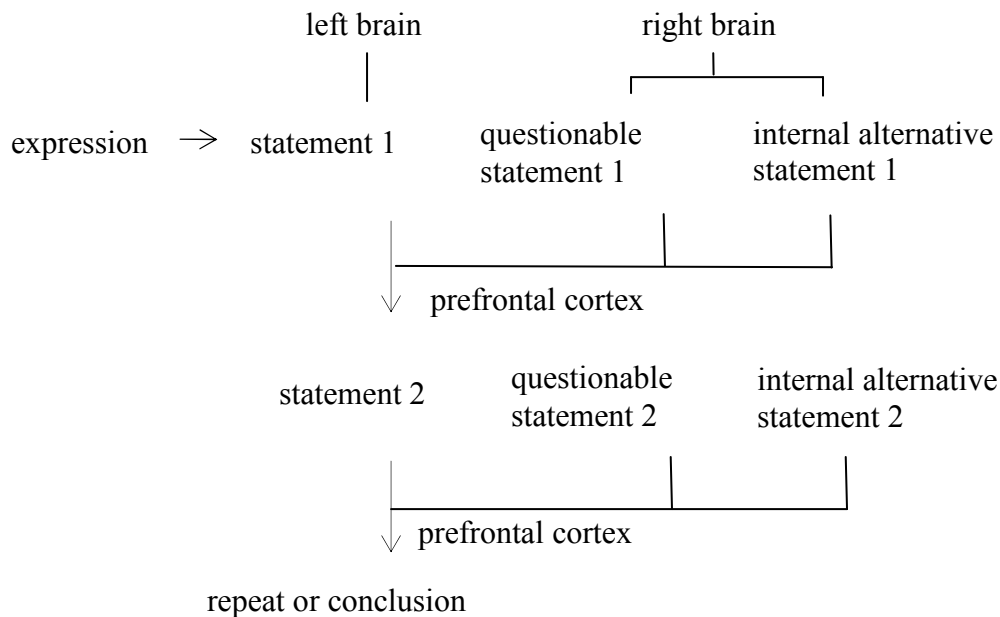 left brain
right brain
expression
statement 1
questionable
statement 1
internal alternative
statement 1
prefrontal cortex
statement 2
questionable
statement 2
internal alternative
statement 2
prefrontal cortex
repeat or conclusion